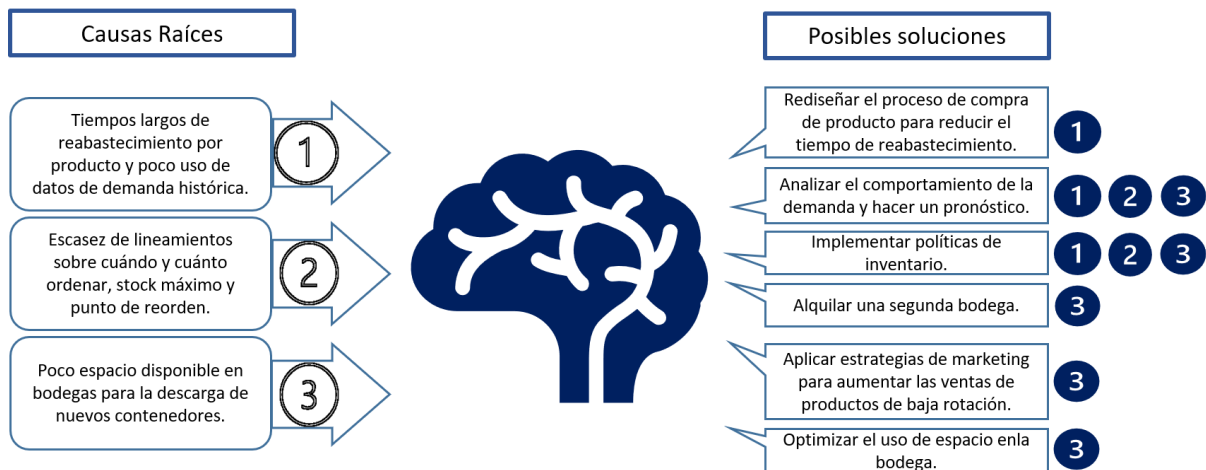 Causas Raíces
Tiempos largos de
reabastecimiento por
producto y poco uso de
datos de demanda histórica.
1
Escasez de lineamientos
sobre cuándo y cuánto
ordenar, stock máximo y
punto de reorden.
2
Poco espacio disponible en
bodegas para la descarga de
nuevos contenedores.
3
Posibles soluciones
Rediseñar el proceso de compra
de producto para reducir el
tiempo de reabastecimiento.
1
Analizar el comportamiento de la
demanda y hacer un pronóstico.
1 2 3
Implementar políticas de
inventario.
1 2 3
Alquilar una segunda bodega.
3
Aplicar estrategias de marketing
para aumentar las ventas de
productos de baja rotación.
3
Optimizar el uso de espacio enla
bodega.
3